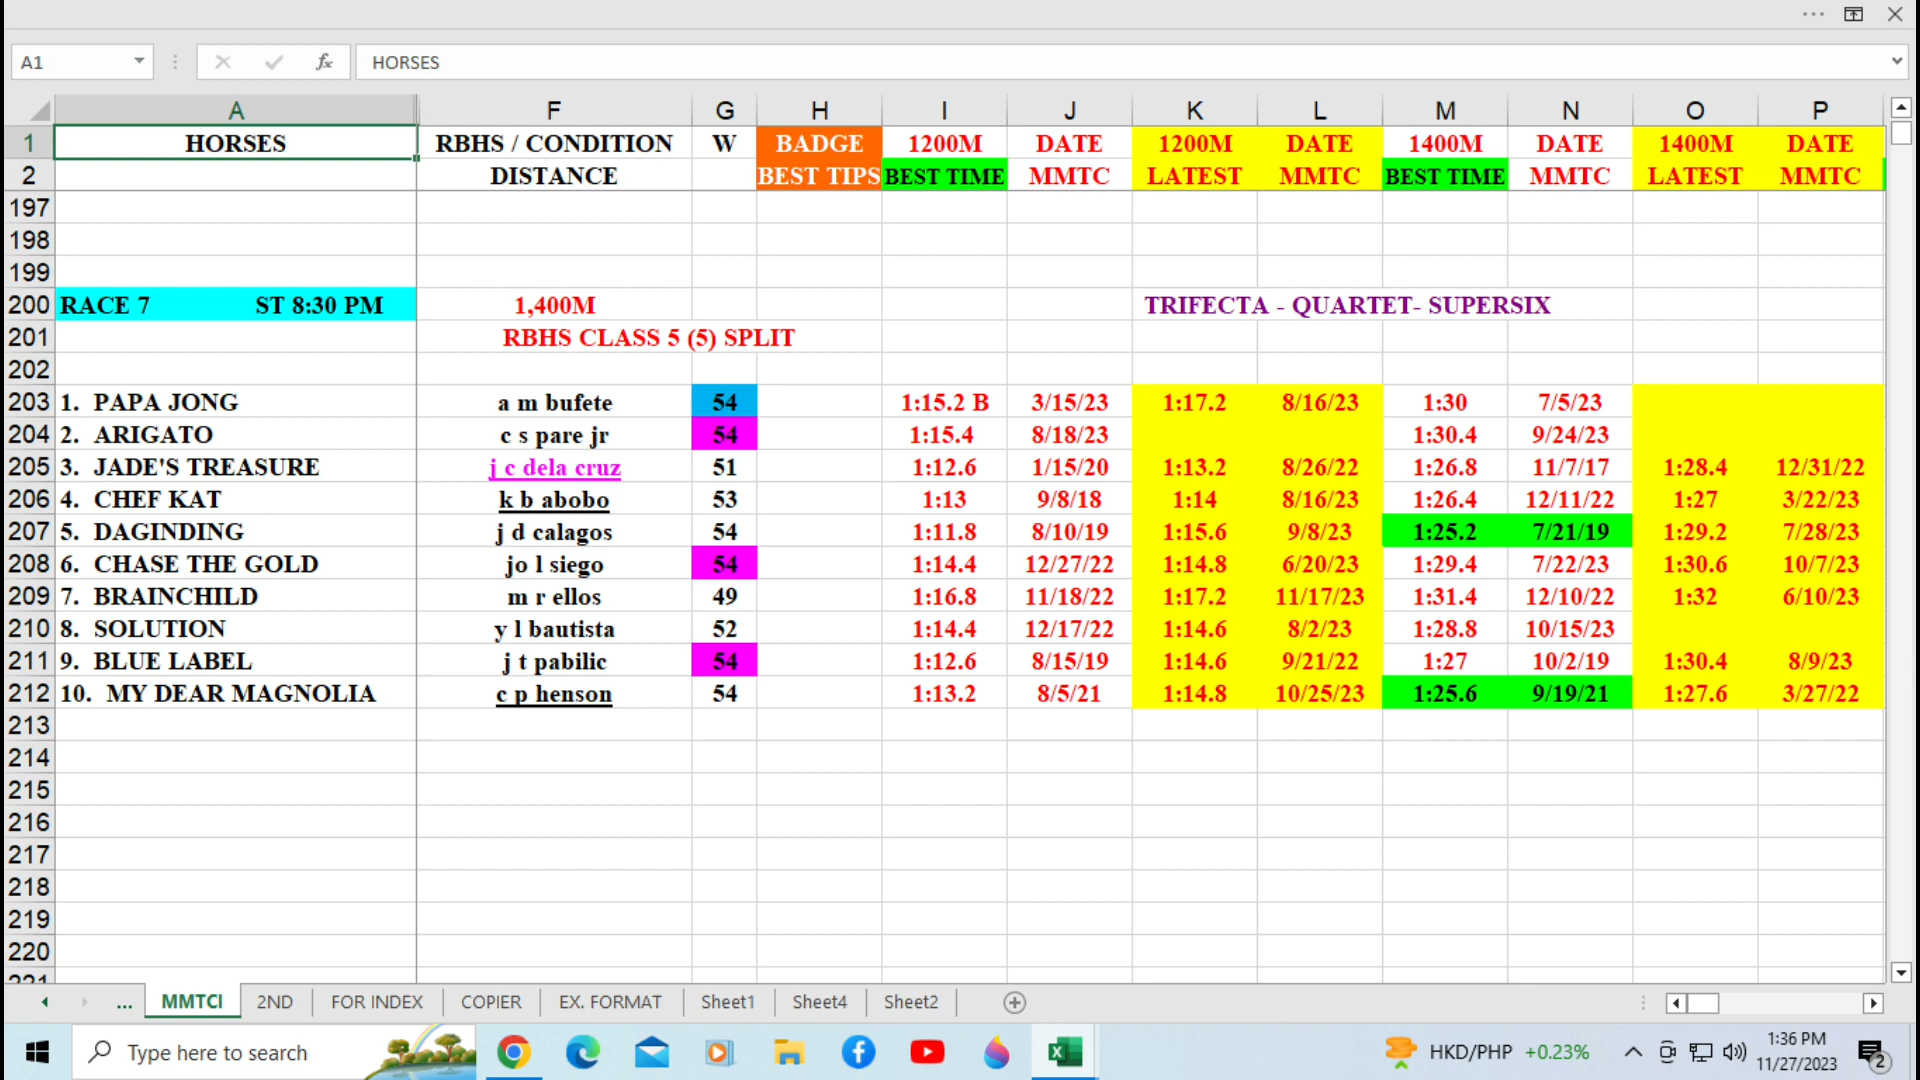 A1 fx HORSES
A F G H I J K L M N O P
1 HORSES RBHS / CONDITION W BADGE 1200M DATE 1200M DATE 1400M DATE 1400M DATE
2 DISTANCE BEST TIPS BEST TIME MMTC LATEST MMTC BEST TIME MMTC LATEST MMTC
197
198
199
200 RACE 7 ST 8:30 PM 1,400M TRIFECTA - QUARTET- SUPERSIX
201 RBHS CLASS 5 (5) SPLIT
202
203 1. PAPA JONG a m bufete 54 1:15.2 B 3/15/23 1:17.2 8/16/23 1:30 7/5/23
204 2. ARIGATO c s pare jr 54 1:15.4 8/18/23 1:30.4 9/24/23
205 3. JADE'S TREASURE j c dela cruz 51 1:12.6 1/15/20 1:13.2 8/26/22 1:26.8 11/7/17 1:28.4 12/31/22
206 4. CHEF KAT k b abobo 53 1:13 9/8/18 1:14 8/16/23 1:26.4 12/11/22 1:27 3/22/23
207 5. DAGINDING j d calagos 54 1:11.8 8/10/19 1:15.6 9/8/23 1:25.2 7/21/19 1:29.2 7/28/23
208 6. CHASE THE GOLD jo l siego 54 1:14.4 12/27/22 1:14.8 6/20/23 1:29.4 7/22/23 1:30.6 10/7/23
209 7. BRAINCHILD m r ellos 49 1:16.8 11/18/22 1:17.2 11/17/23 1:31.4 12/10/22 1:32 6/10/23
210 8. SOLUTION y l bautista 52 1:14.4 12/17/22 1:14.6 8/2/23 1:28.8 10/15/23
211 9. BLUE LABEL j t pabilic 54 1:12.6 8/15/19 1:14.6 9/21/22 1:27 10/2/19 1:30.4 8/9/23
212 10. MY DEAR MAGNOLIA c p henson 54 1:13.2 8/5/21 1:14.8 10/25/23 1:25.6 9/19/21 1:27.6 3/27/22
213
214
215
216
217
218
219
220
221
... MMTCI 2ND FOR INDEX COPIER EX. FORMAT Sheet1 Sheet4 Sheet2
Type here to search HKD/PHP +0.23% 1:36 PM
11/27/2023 2